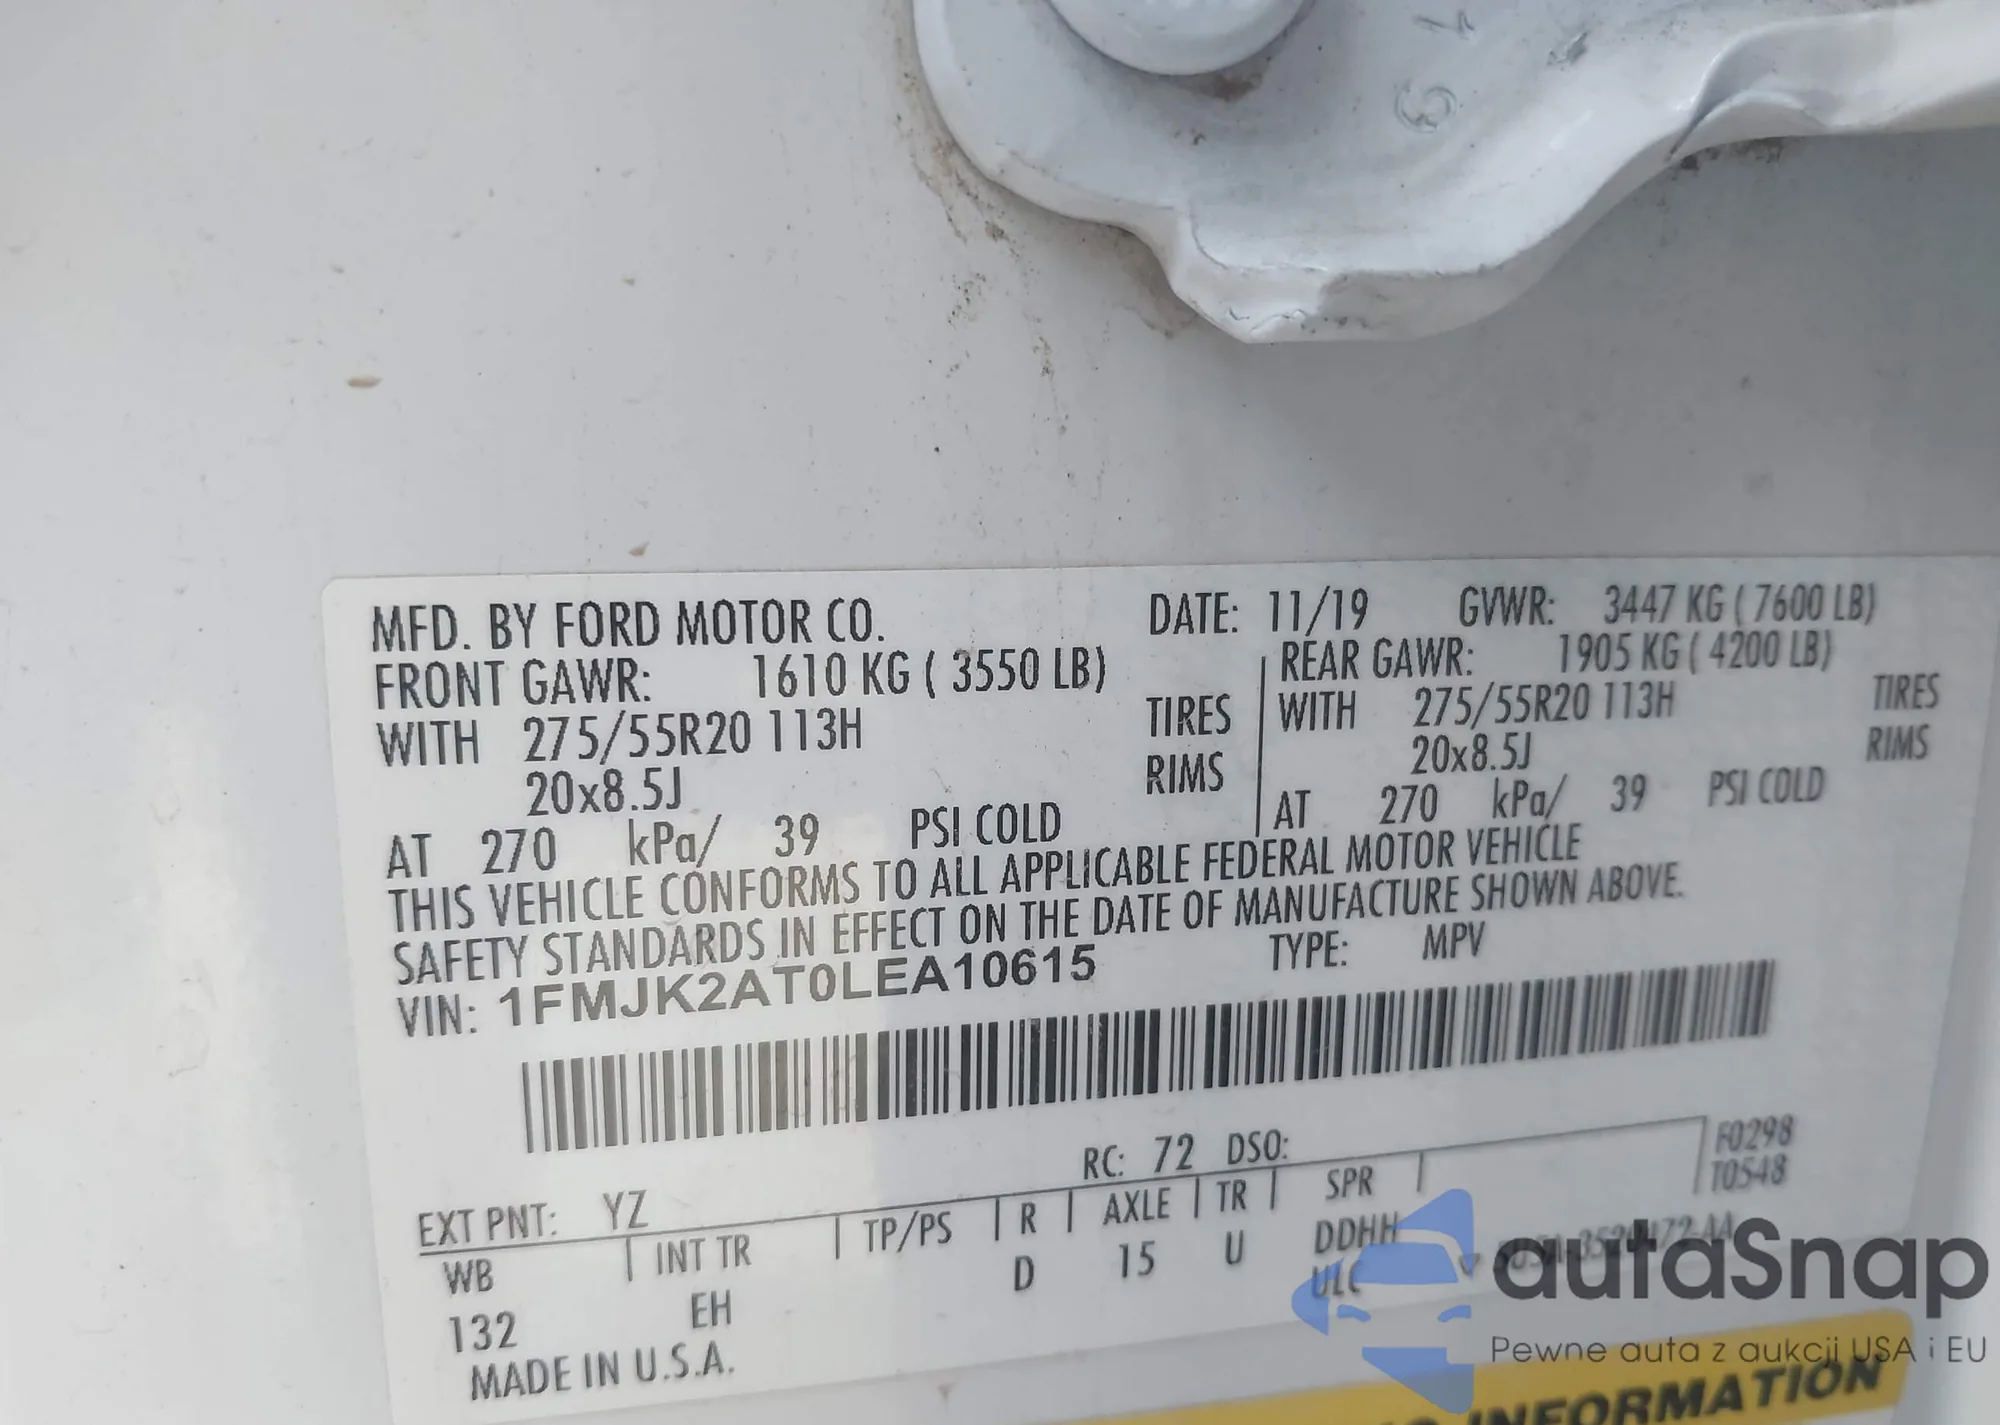 MFD. BY FORD MOTOR CO. DATE: 11/19 GVWR: 3447 KG ( 7600 LB)
FRONT GAWR: 1610 KG ( 3550 LB) REAR GAWR: 1905 KG ( 4200 LB)
WITH 275/55R20 113H TIRES WITH 275/55R20 113H TIRES
20x8.5J RIMS 20x8.5J RIMS
AT 270 kPa/ 39 PSI COLD AT 270 kPa/ 39 PSI COLD
THIS VEHICLE CONFORMS TO ALL APPLICABLE FEDERAL MOTOR VEHICLE
SAFETY STANDARDS IN EFFECT ON THE DATE OF MANUFACTURE SHOWN ABOVE.
VIN: 1FMJK2AT0LEA10615 TYPE: MPV
F0298
T0548
RC: 72 DSO:
EXT PNT: YZ
WB INT TR TP/PS R AXLE TR SPR
132 EH D 15 U DDHH
ULC
MADE IN U.S.A.
autaSnap
Pewne auta z aukcji USA i EU
INFORMATION